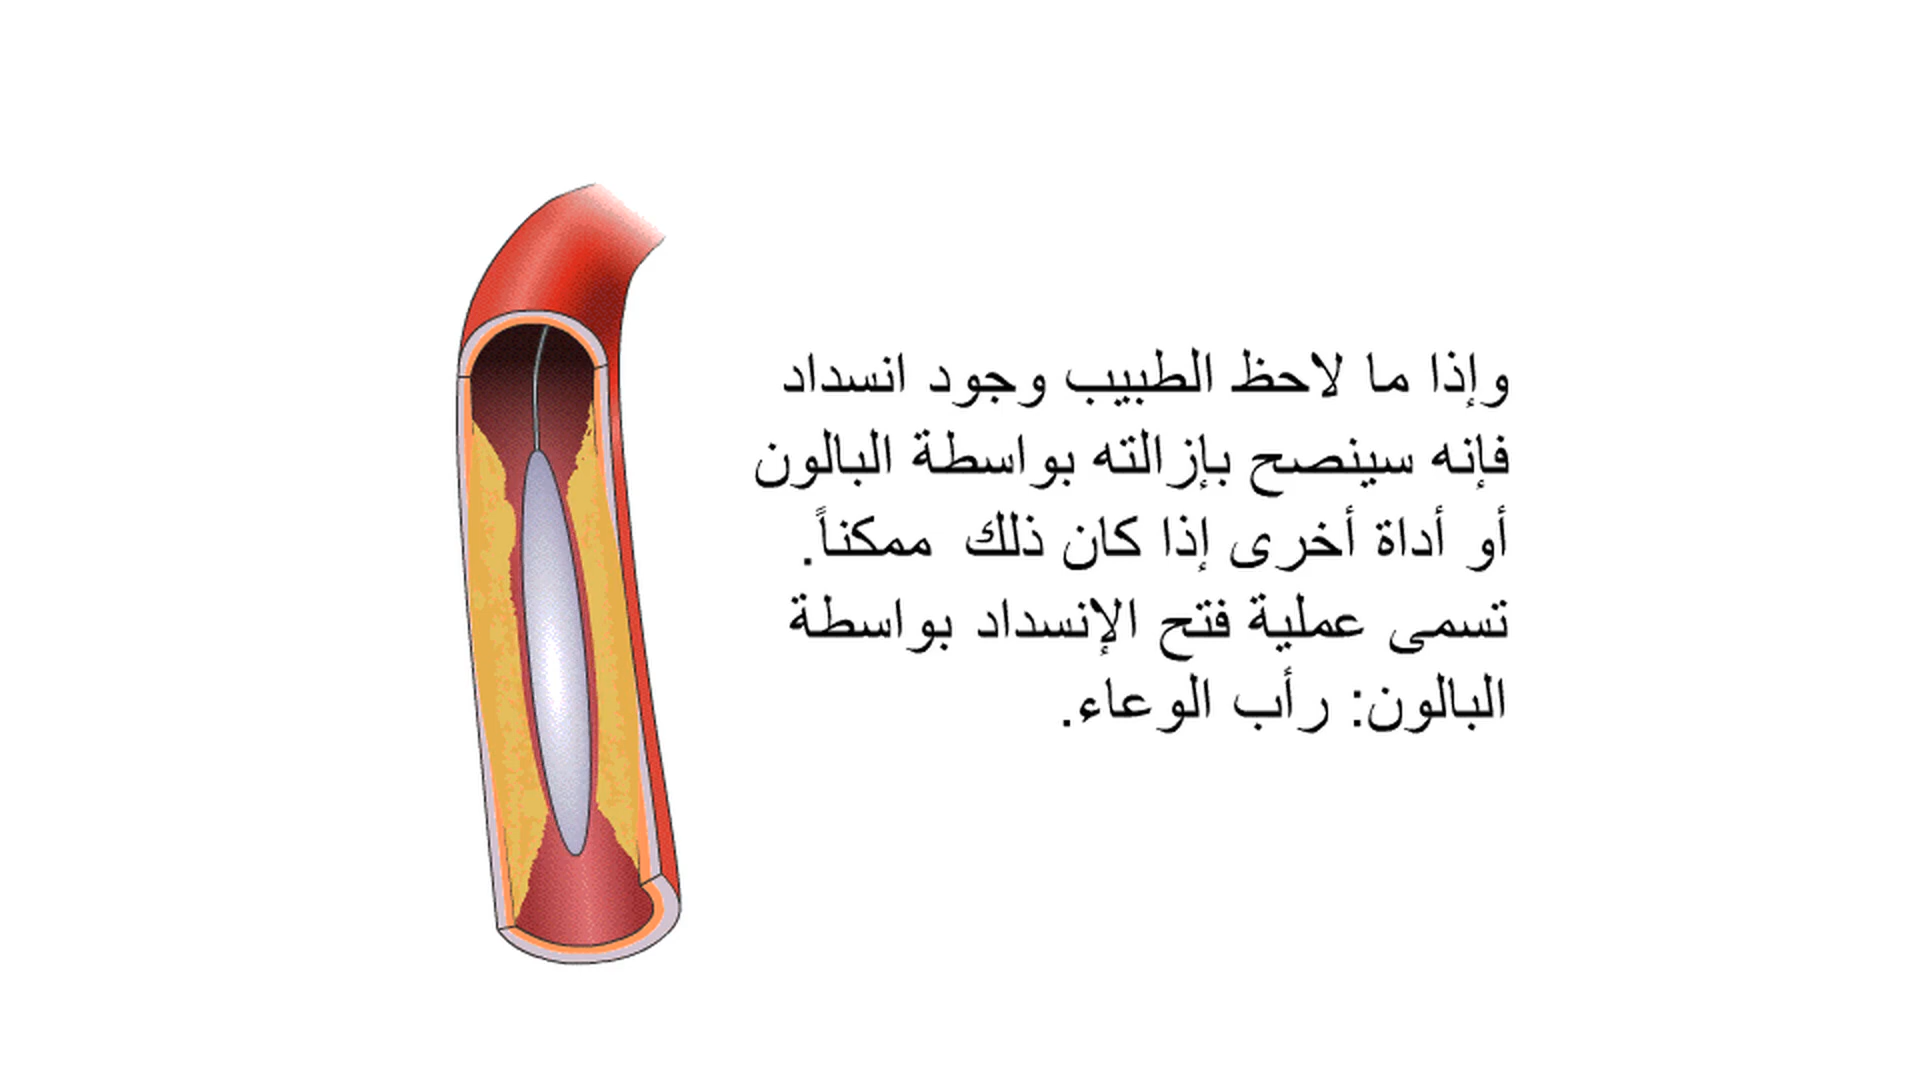 وإذا ما لاحظ الطبيب وجود انسداد
فإنه سينصح بإزالته بواسطة البالون
أو أداة أخرى إذا كان ذلك ممكناً.
تسمى عملية فتح الإنسداد بواسطة
البالون: رأب الوعاء.